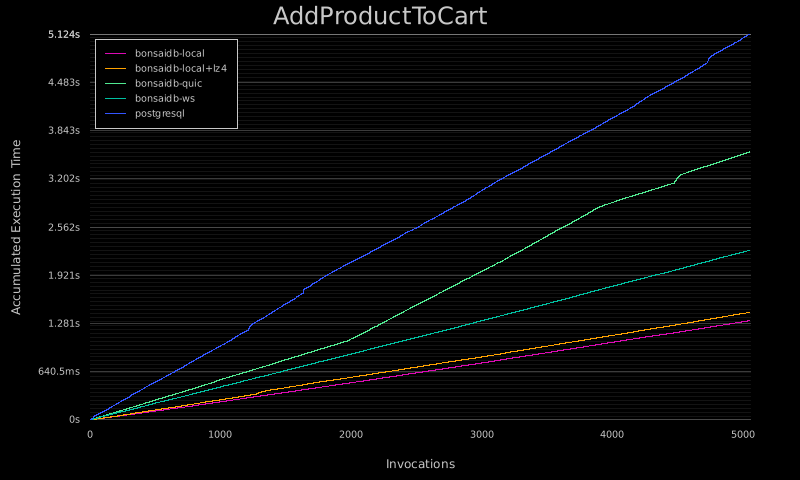 AddProductToCart
5.124s
4.483s
3.843s
3.202s
2.562s
1.921s
1.281s
640.5ms
0s
bonsaidb-local
bonsaidb-local+lz4
bonsaidb-quic
bonsaidb-ws
postgresql
Accumulated Execution Time
0
1000
2000
3000
4000
5000
Invocations